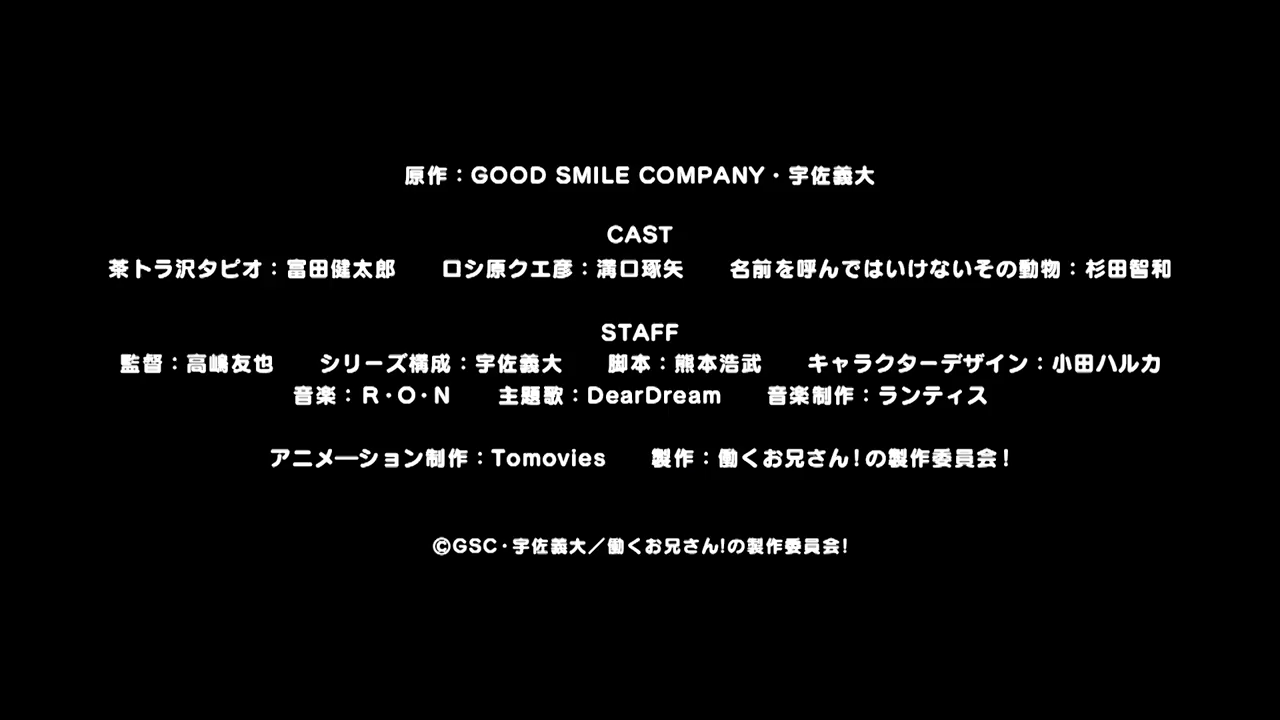 原作：GOOD SMILE COMPANY・宇佐義大
CAST
茶トラ沢タピオ：富田健太郎　ロシ原クエ彦：溝口琢矢　名前を呼んではいけないその動物：杉田智和
STAFF
監督：高嶋友也　シリーズ構成：宇佐義大　脚本：熊本浩武　キャラクターデザイン：小田ハルカ
音楽：R・O・N　主題歌：DearDream　音楽制作：ランティス
アニメーション制作：Tomovies　製作：働くお兄さん！の製作委員会！
©GSC・宇佐義大／働くお兄さん!の製作委員会!